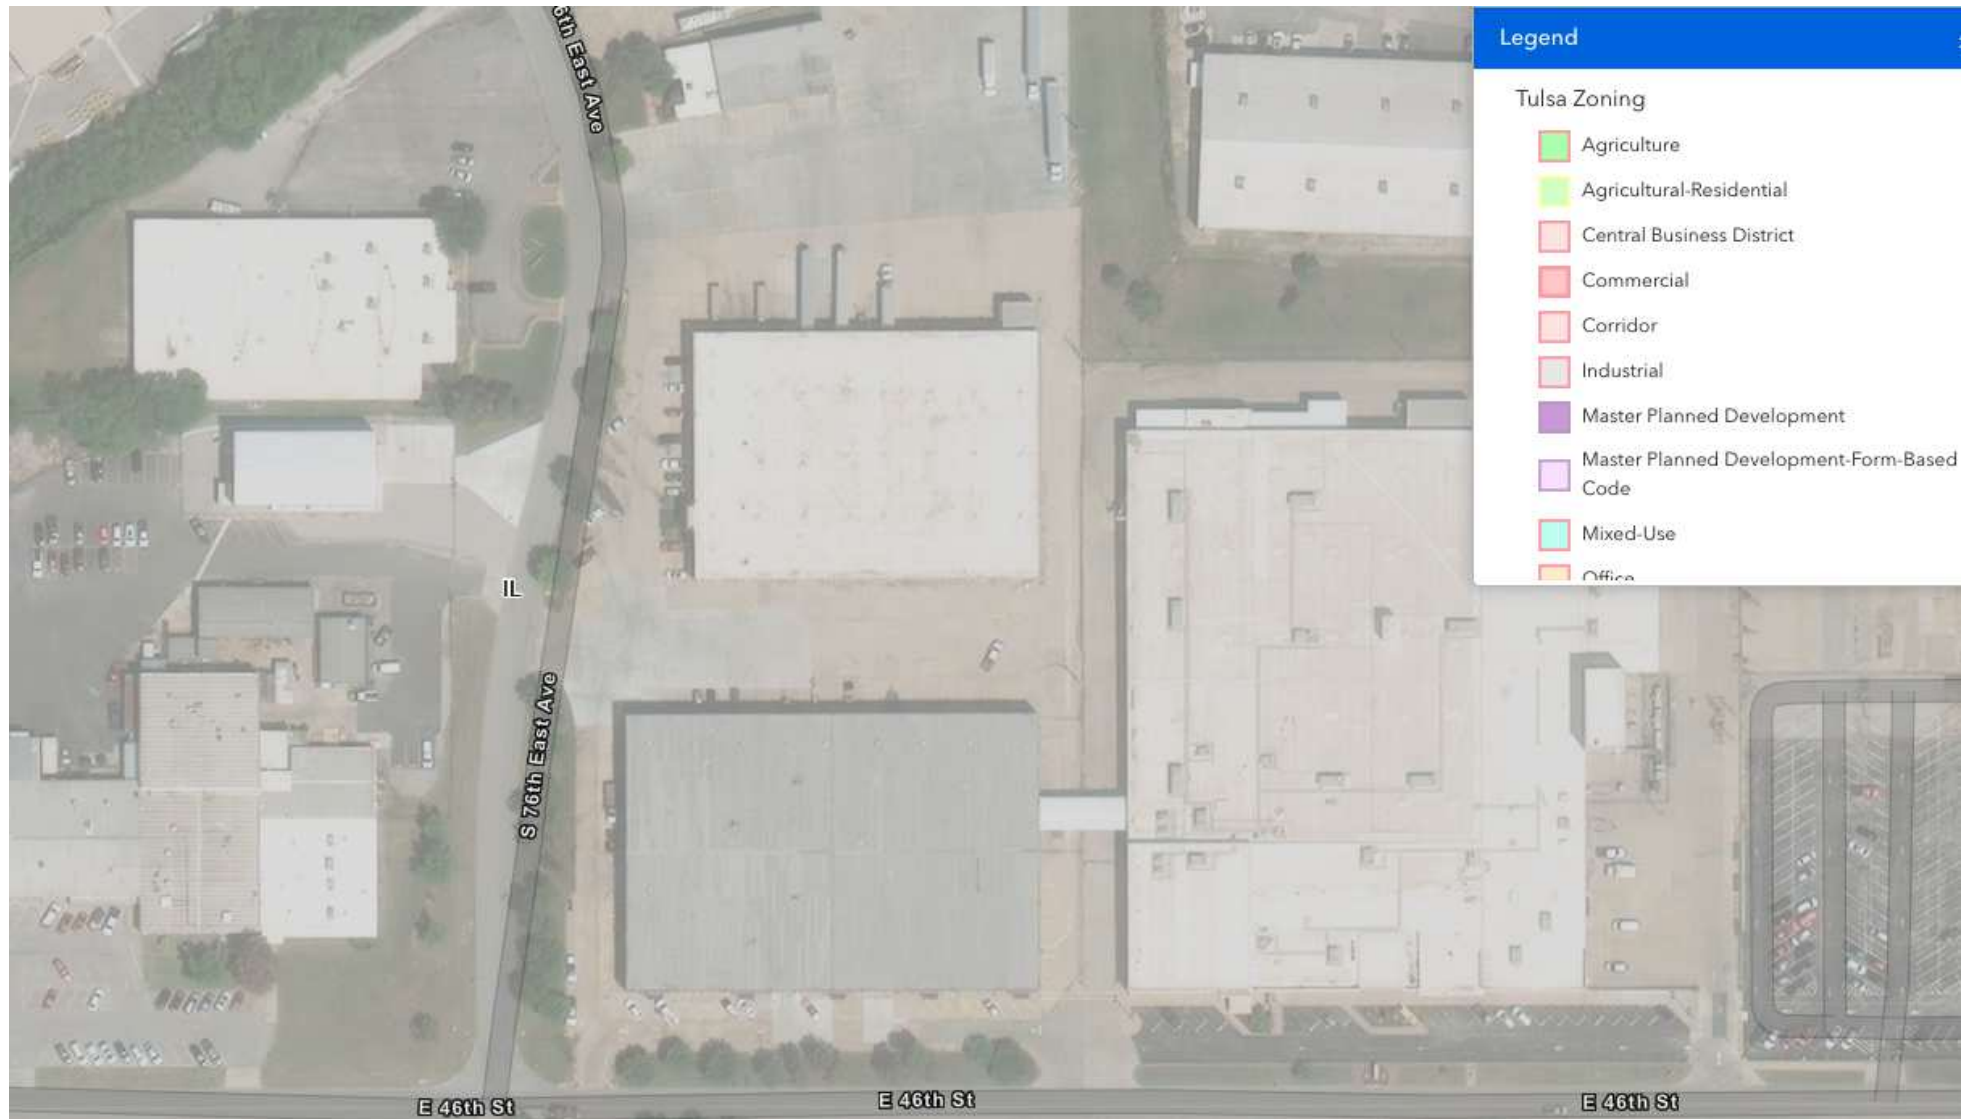 6th East Ave
Legend
Tulsa Zoning
Agriculture
Agricultural-Residential
Central Business District
Commercial
Corridor
Industrial
Master Planned Development
Master Planned Development-Form-Based
Code
Mixed-Use
Office
IL
S 76th East Ave
E 46th St
E 46th St
E 46th St